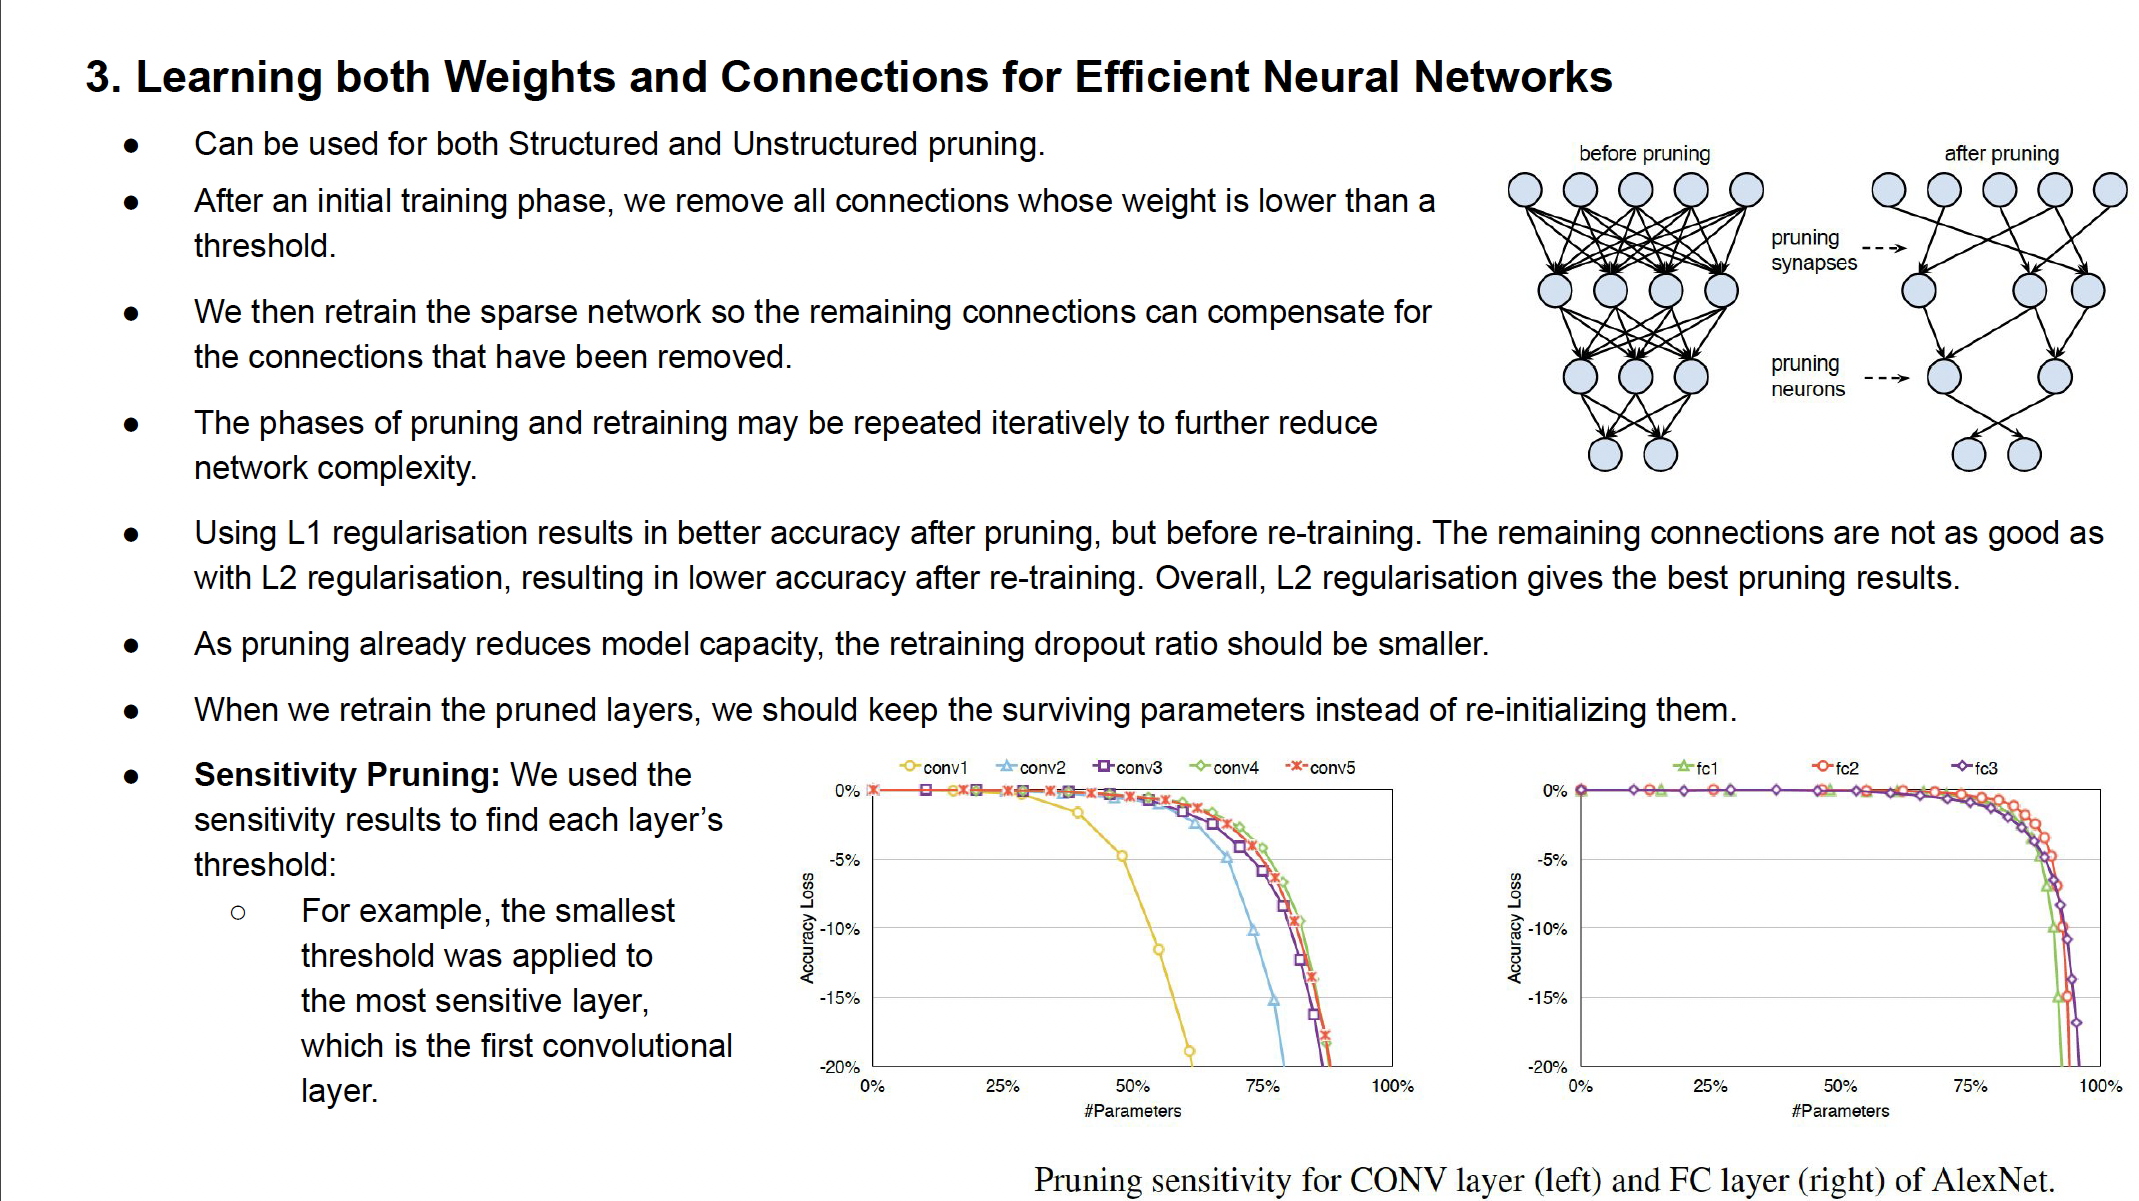 3. Learning both Weights and Connections for Efficient Neural Networks
● Can be used for both Structured and Unstructured pruning.
● After an initial training phase, we remove all connections whose weight is lower than a
threshold.
● We then retrain the sparse network so the remaining connections can compensate for
the connections that have been removed.
● The phases of pruning and retraining may be repeated iteratively to further reduce
network complexity.
before pruning
after pruning
pruning
synapses
pruning
neurons
● Using L1 regularisation results in better accuracy after pruning, but before re-training. The remaining connections are not as good as
with L2 regularisation, resulting in lower accuracy after re-training. Overall, L2 regularisation gives the best pruning results.
● As pruning already reduces model capacity, the retraining dropout ratio should be smaller.
● When we retrain the pruned layers, we should keep the surviving parameters instead of re-initializing them.
● Sensitivity Pruning: We used the
sensitivity results to find each layer's
threshold:
○ For example, the smallest
threshold was applied to
the most sensitive layer,
which is the first convolutional
layer.
conv1 conv2 conv3 conv4 conv5
0%
-5%
-10%
-15%
-20%
Accuracy Loss
0% 25% 50% 75% 100%
#Parameters
fc1 fc2 fc3
0%
-5%
-10%
-15%
-20%
Accuracy Loss
0% 25% 50% 75% 100%
#Parameters
Pruning sensitivity for CONV layer (left) and FC layer (right) of AlexNet.